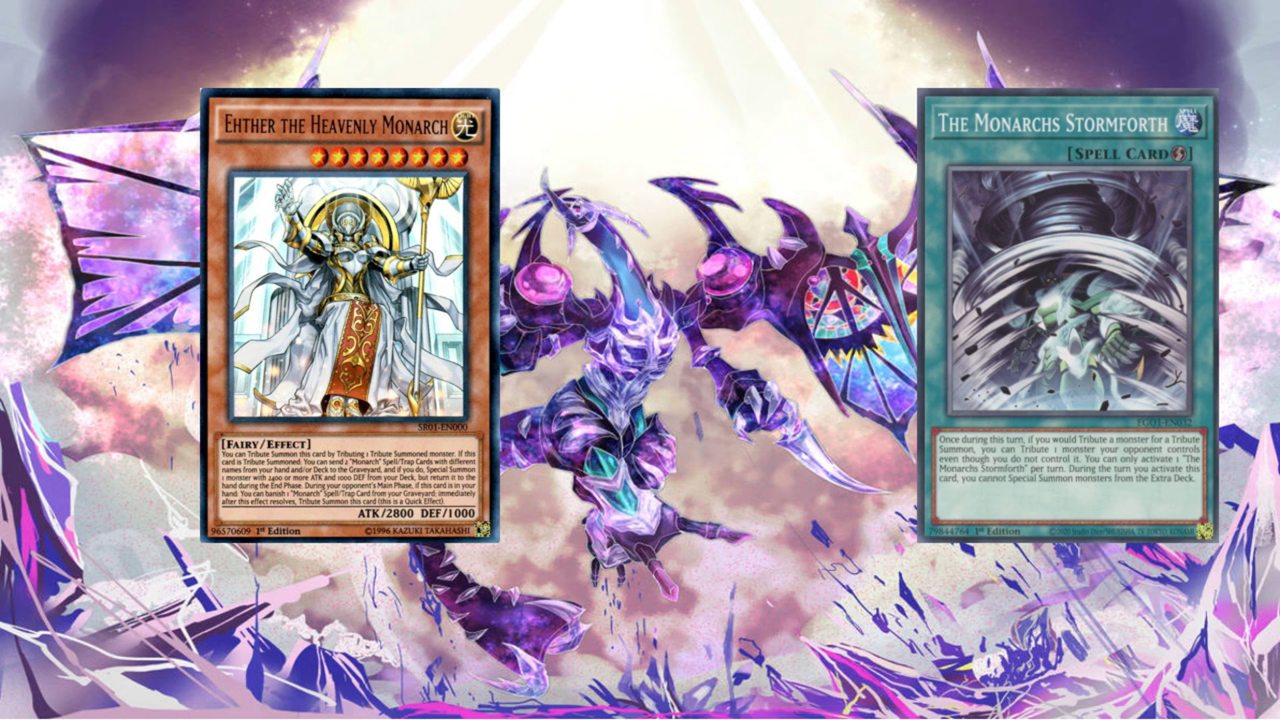 EHTHER THE HEAVENLY MONARCH
光
SR01-EN000
[FAIRY/EFFECT]
You can Tribute Summon this card by Tributing 1 Tribute Summoned monster. If this
card is Tribute Summoned: You can send 2 "Monarch" Spell/Trap Cards with different
names from your hand and/or Deck to the Graveyard, and if you do, Special Summon
1 monster with 2400 or more ATK and 1000 DEF from your Deck, but return it to the
hand during the End Phase. During your opponent's Main Phase, if this card is in your
hand: You can banish 1 "Monarch" Spell/Trap Card from your Graveyard; immediately
after this effect resolves, Tribute Summon this card (this is a Quick Effect).
ATK/2800 DEF/1000
96570609 1st Edition ©1996 KAZUKI TAKAHASHI
THE MONARCHS STORMFORTH
SPELL
魔
[SPELL CARD]
EGO1-EN032
Once during this turn, if you would Tribute a monster for a Tribute
Summon, you can Tribute 1 monster your opponent controls
even though you do not control it. You can only activate 1 "The
Monarchs Stormforth" per turn. During the turn you activate this
card, you cannot Special Summon monsters from the Extra Deck.
79844764 1st Edition